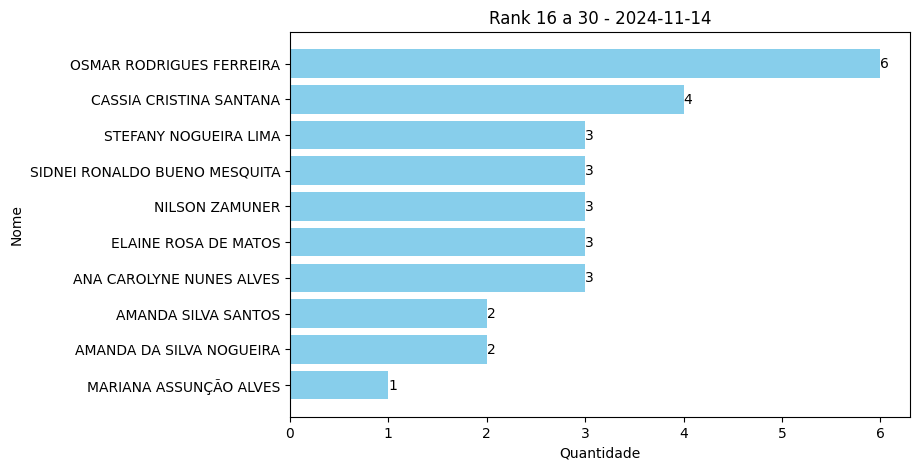 Rank 16 a 30 - 2024-11-14
OSMAR RODRIGUES FERREIRA 6
CASSIA CRISTINA SANTANA 4
STEFANY NOGUEIRA LIMA 3
SIDNEI RONALDO BUENO MESQUITA 3
NILSON ZAMUNER 3
ELAINE ROSA DE MATOS 3
ANA CAROLYNE NUNES ALVES 3
AMANDA SILVA SANTOS 2
AMANDA DA SILVA NOGUEIRA 2
MARIANA ASSUNÇÃO ALVES 1
Nome
0 1 2 3 4 5 6
Quantidade